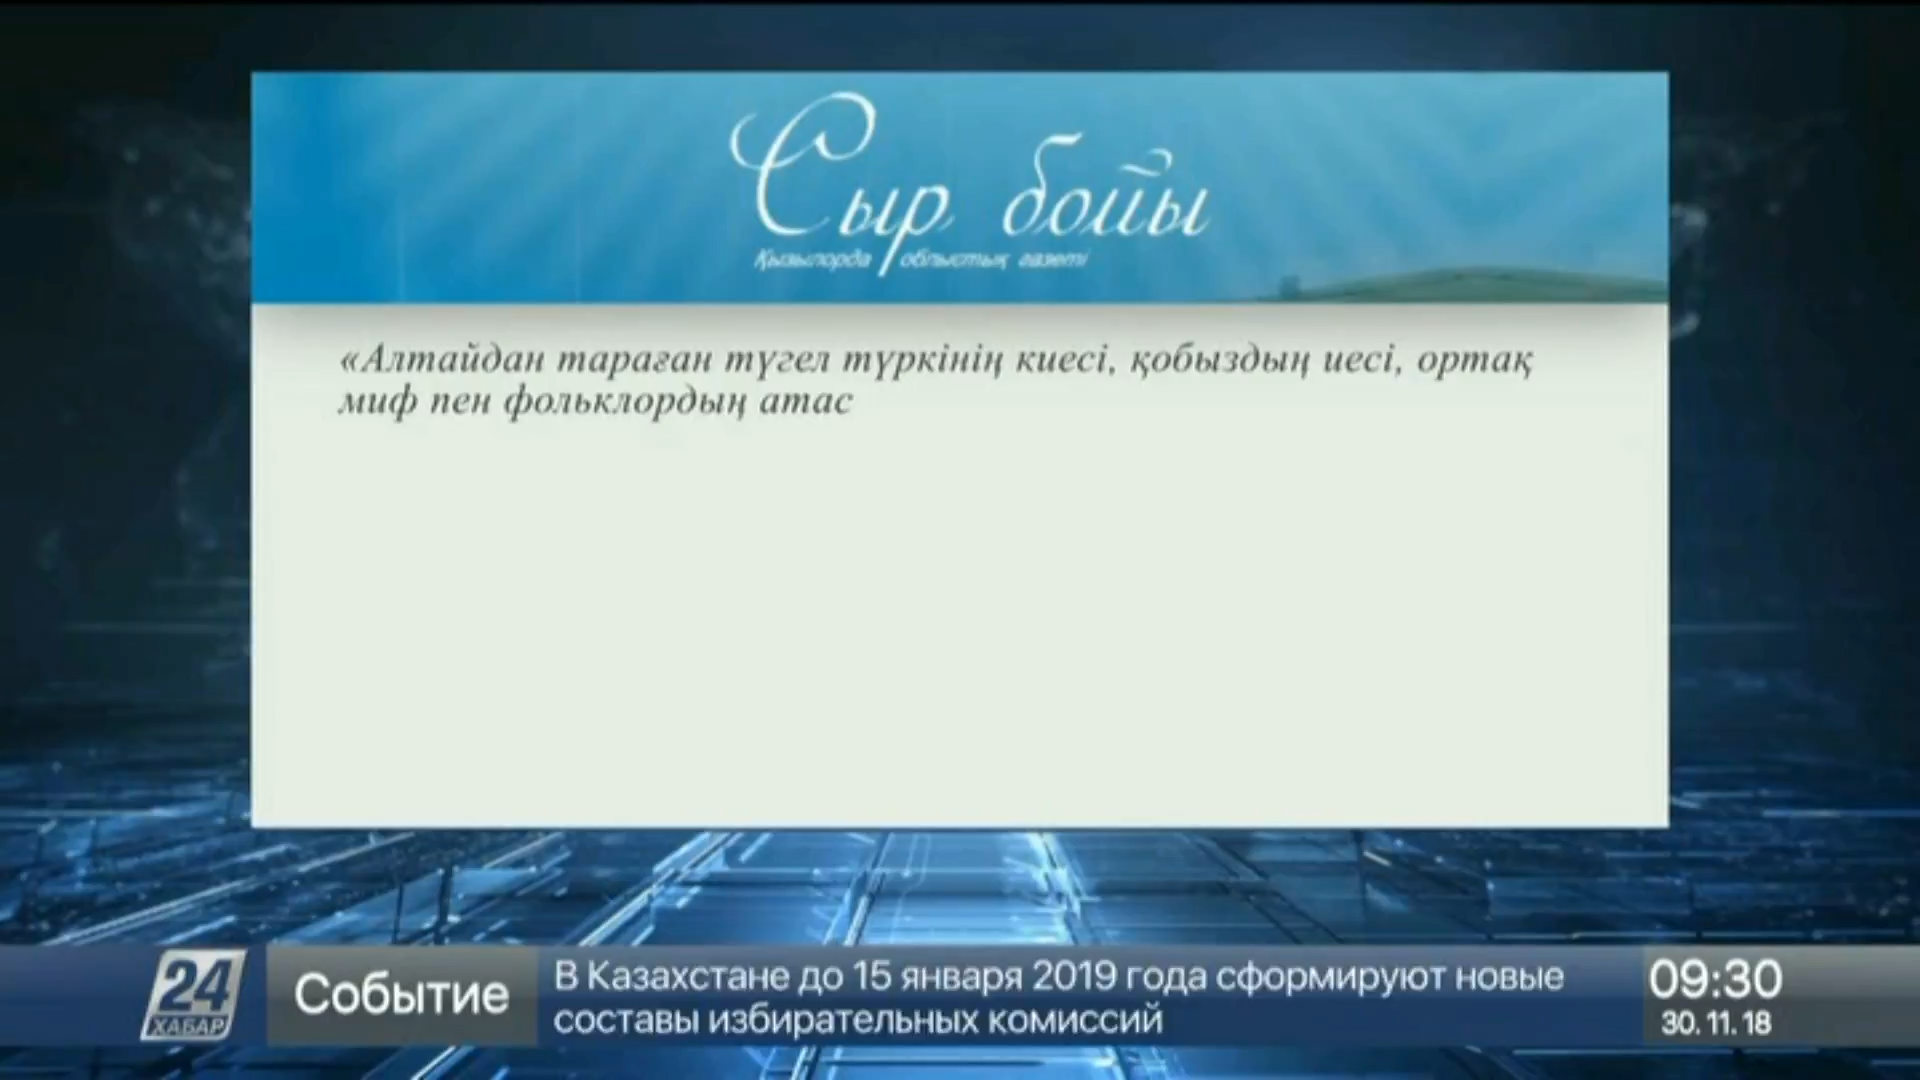 Сыр бойы
Қызылорда облыстық газеті
«Алтайдан тараған түгел түркінің киесі, қобыздың иесі, ортақ
миф пен фольклордың атас
24
ХАБАР
Событие
В Казахстане до 15 января 2019 года сформируют новые
составы избирательных комиссий
09:30
30.11.18